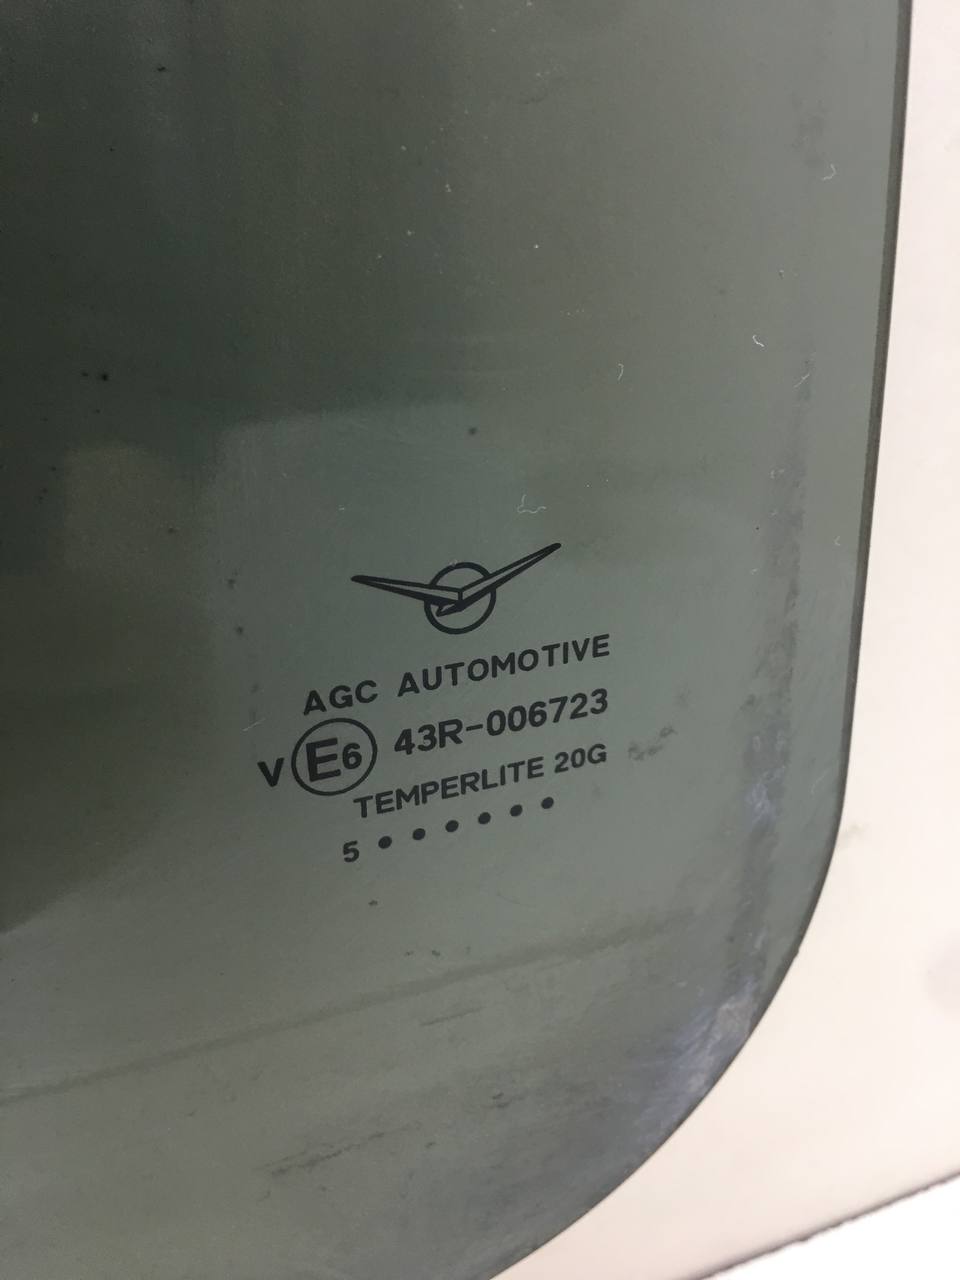 AGC AUTOMOTIVE
V E6 43R-006723
TEMPERLITE 20G
5 • • • • • •